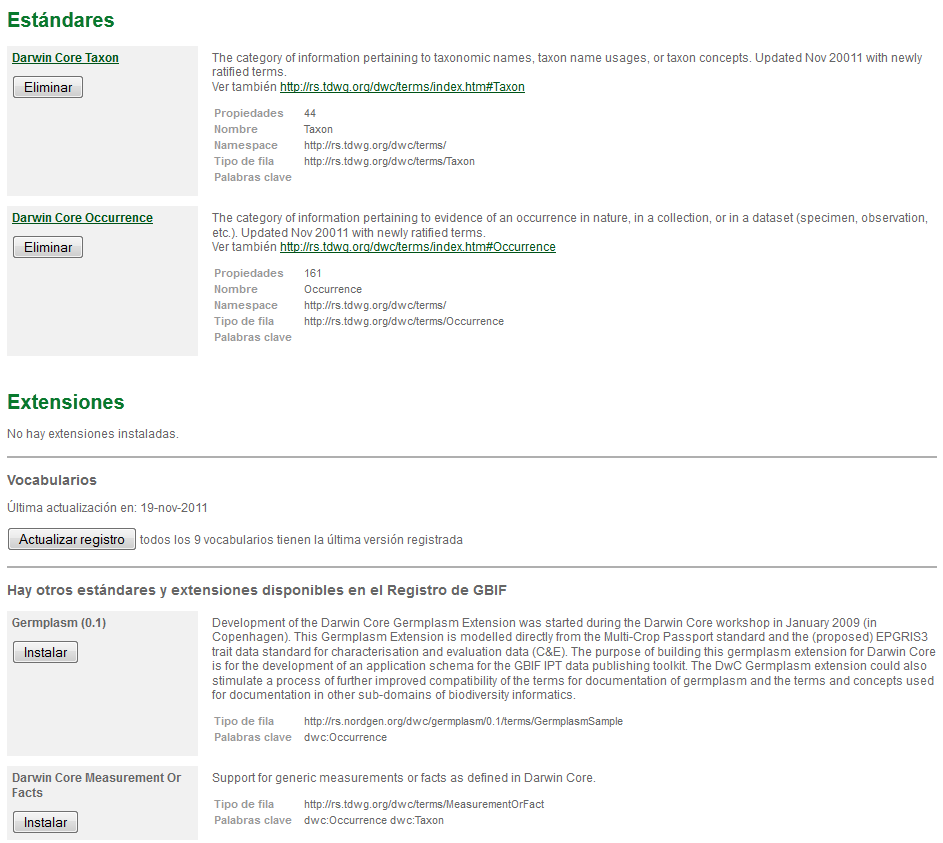 Estándares
Darwin Core Taxon
Eliminar
The category of information pertaining to taxonomic names, taxon name usages, or taxon concepts. Updated Nov 20011 with newly
ratified terms.
Ver también http://rs.tdwg.org/dwc/terms/index.htm#Taxon
Propiedades 44
Nombre Taxon
Namespace http://rs.tdwg.org/dwc/terms/
Tipo de fila http://rs.tdwg.org/dwc/terms/Taxon
Palabras clave
Darwin Core Occurrence
Eliminar
The category of information pertaining to evidence of an occurrence in nature, in a collection, or in a dataset (specimen, observation,
etc.). Updated Nov 20011 with newly ratified terms.
Ver también http://rs.tdwg.org/dwc/terms/index.htm#Occurrence
Propiedades 161
Nombre Occurrence
Namespace http://rs.tdwg.org/dwc/terms/
Tipo de fila http://rs.tdwg.org/dwc/terms/Occurrence
Palabras clave
Extensiones
No hay extensiones instaladas.
Vocabularios
Última actualización en: 19-nov-2011
Actualizar registro todos los 9 vocabularios tienen la última versión registrada
Hay otros estándares y extensiones disponibles en el Registro de GBIF
Germplasm (0.1)
Instalar
Development of the Darwin Core Germplasm Extension was started during the Darwin Core workshop in January 2009 (in
Copenhagen). This Germplasm Extension is modelled directly from the Multi-Crop Passport standard and the (proposed) EPGRIS3
trait data standard for characterisation and evaluation data (C&E). The purpose of building this germplasm extension for Darwin Core
is for the development of an application schema for the GBIF IPT data publishing toolkit. The DwC Germplasm extension could also
stimulate a process of further improved compatibility of the terms for documentation of germplasm and the terms and concepts used
for documentation in other sub-domains of biodiversity informatics.
Tipo de fila http://rs.nordgen.org/dwc/germplasm/0.1/terms/GermplasmSample
Palabras clave dwc:Occurrence
Darwin Core Measurement Or
Facts
Instalar
Support for generic measurements or facts as defined in Darwin Core.
Tipo de fila http://rs.tdwg.org/dwc/terms/MeasurementOrFact
Palabras clave dwc:Occurrence dwc:Taxon